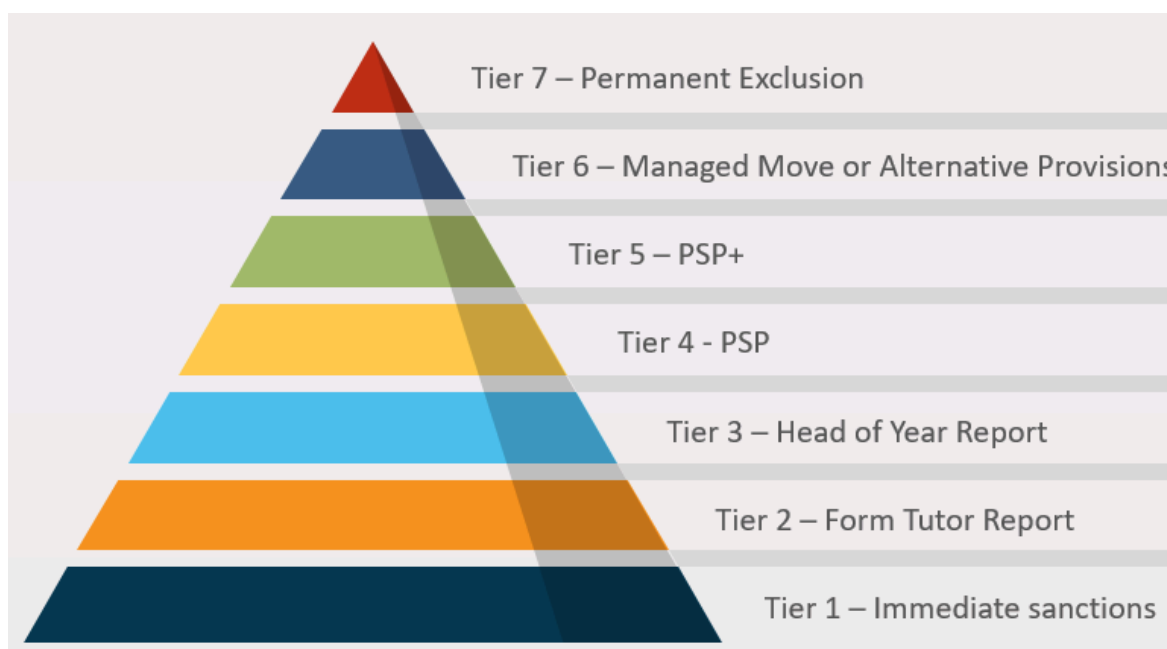 Tier 7 – Permanent Exclusion
Tier 6 – Managed Move or Alternative Provisions
Tier 5 – PSP+
Tier 4 - PSP
Tier 3 – Head of Year Report
Tier 2 – Form Tutor Report
Tier 1 – Immediate sanctions